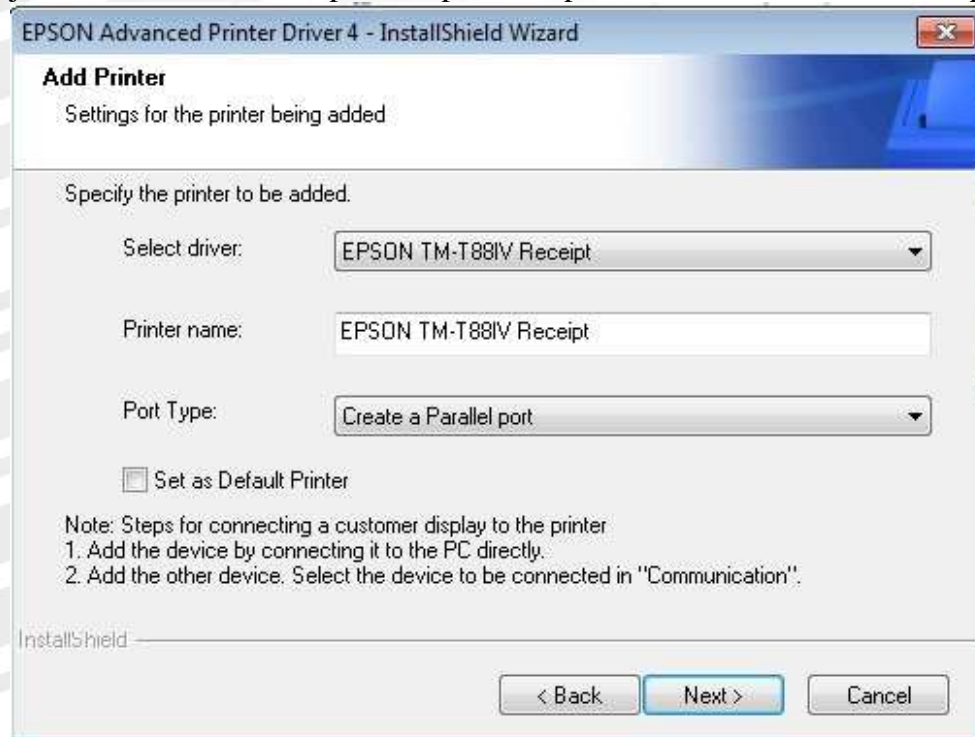 EPSON Advanced Printer Driver 4 - InstallShield Wizard
Add Printer
Settings for the printer being added
Specify the printer to be added.
Select driver: EPSON TM-T88IV Receipt
Printer name: EPSON TM-T88IV Receipt
Port Type: Create a Parallel port
Set as Default Printer
Note: Steps for connecting a customer display to the printer
1. Add the device by connecting it to the PC directly.
2. Add the other device. Select the device to be connected in "Communication".
InstallShield
< Back Next > Cancel